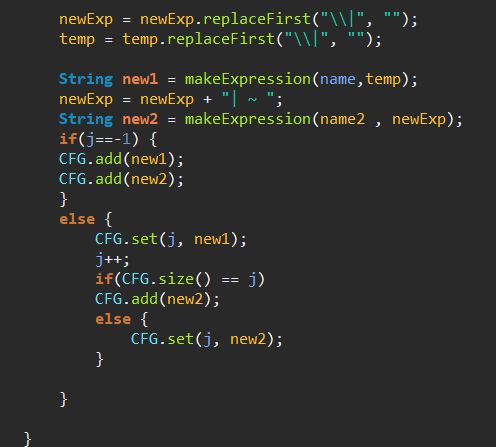 newExp = newExp.replaceFirst("\\|", "");
temp = temp.replaceFirst("\\|", "");
String new1 = makeExpression(name,temp);
newExp = newExp + "| ~ ";
String new2 = makeExpression(name2 , newExp);
if(j==-1) {
CFG.add(new1);
CFG.add(new2);
}
else {
CFG.set(j, new1);
j++;
if(CFG.size() == j)
CFG.add(new2);
else {
CFG.set(j, new2);
}
}
}